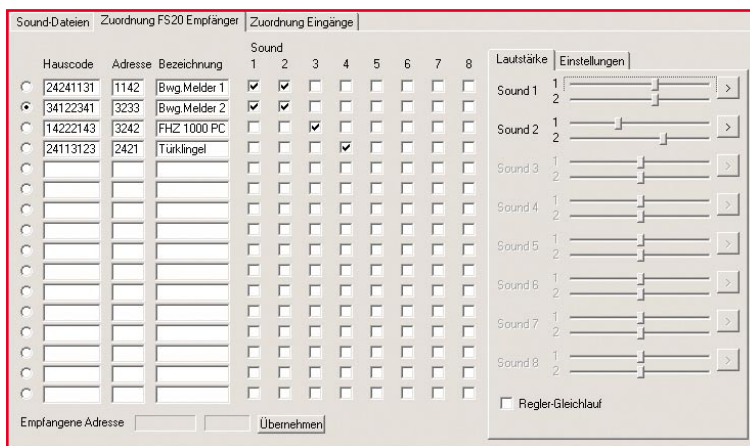 Sound-Dateien Zuordnung FS20 Empfänger Zuordnung Eingänge
Sound
Hauscode Adresse Bezeichnung 1 2 3 4 5 6 7 8
24241131 1142 Bwg.Melder 1
34122341 3233 Bwg.Melder 2
14222143 3242 FHZ 1000 PC
24113123 2421 Türklingel
Empfangene Adresse Übernehmen
Lautstärke Einstellungen
Sound 1 1 >
2
Sound 2 1 >
2
Sound 3 1 >
2
Sound 4 1 >
2
Sound 5 1 >
2
Sound 6 1 >
2
Sound 7 1 >
2
Sound 8 1 >
2
Regler-Gleichlauf